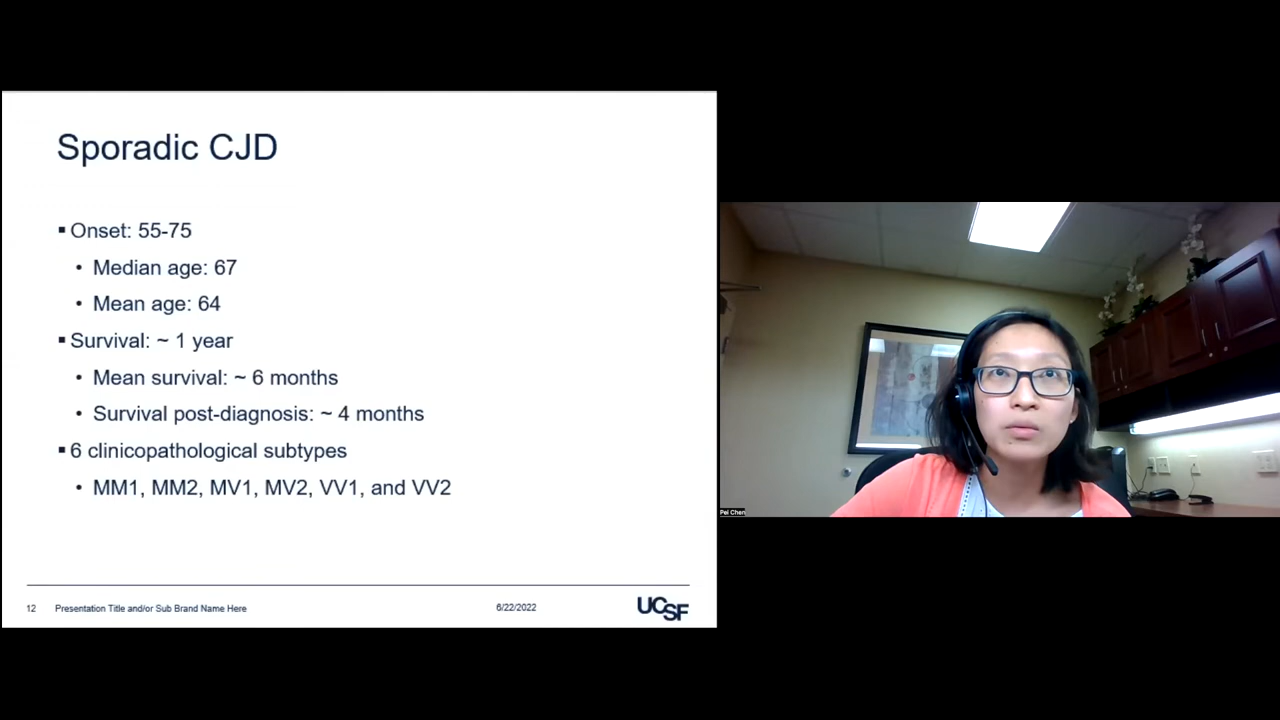 Sporadic CJD
▪ Onset: 55-75
• Median age: 67
• Mean age: 64
▪ Survival: ~ 1 year
• Mean survival: ~ 6 months
• Survival post-diagnosis: ~ 4 months
▪ 6 clinicopathological subtypes
• MM1, MM2, MV1, MV2, VV1, and VV2
12 Presentation Title and/or Sub Brand Name Here 6/22/2022 UCSF
Pei Chen